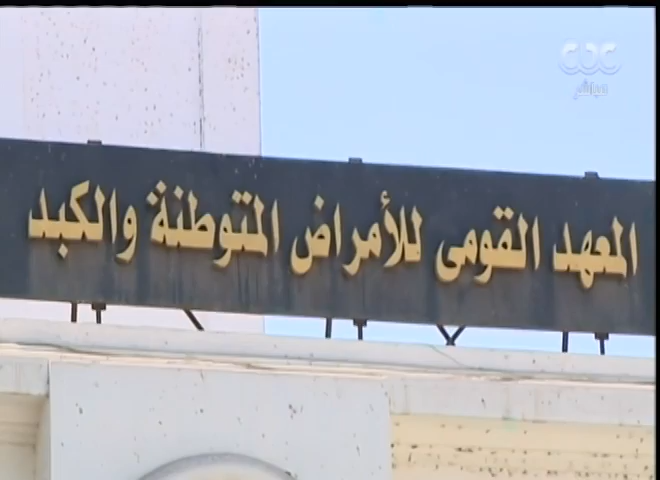 cbc
مباشر
المعهد القومى للأمراض المتوطنة والكبد